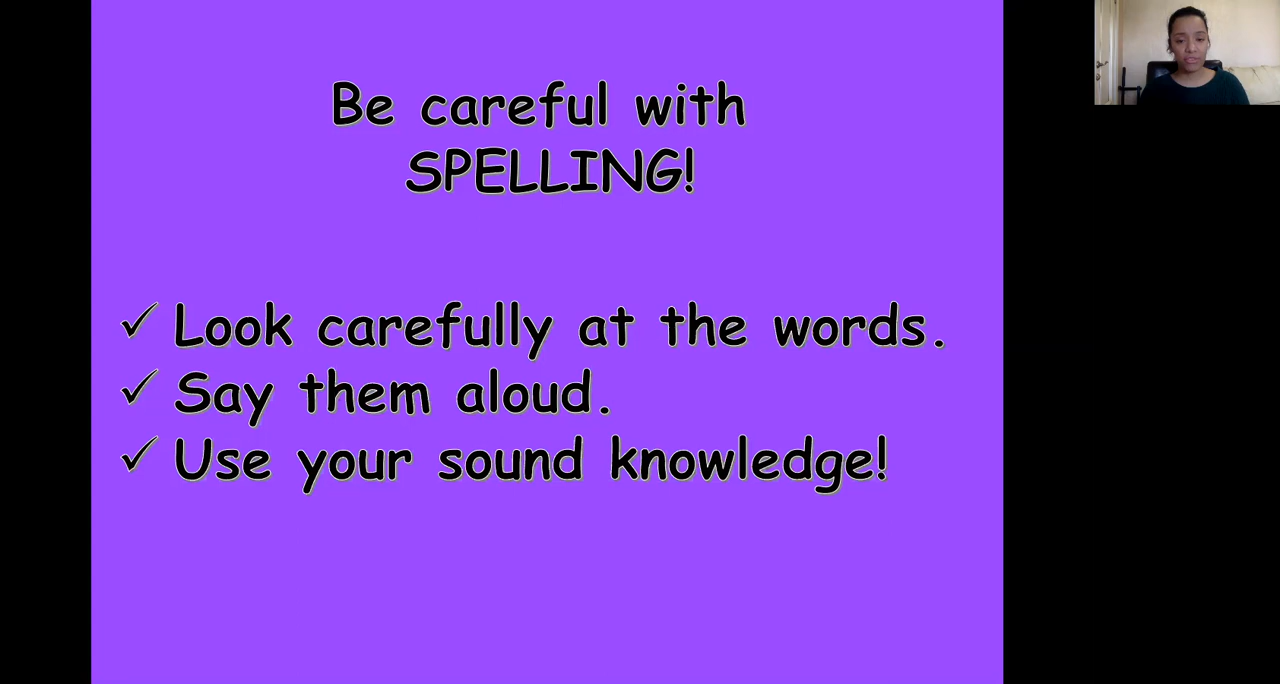 Be careful with
SPELLING!
✓ Look carefully at the words.
✓ Say them aloud.
✓ Use your sound knowledge!